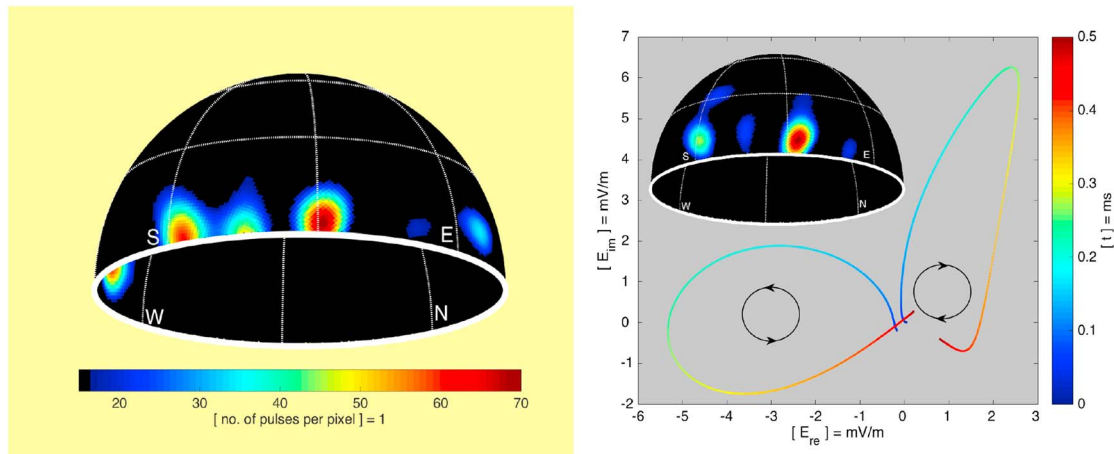 S
E
W
N
20 30 40 50 60 70
[ no. of pulses per pixel ] = 1
7
6
5
4
3
2
1
0
-1
-2
[ E_im ] = mV/m
S
E
W
N
-6 -5 -4 -3 -2 -1 0 1 2 3
[ E_re ] = mV/m
0.5
0.4
0.3
0.2
0.1
0
[ t ] = ms